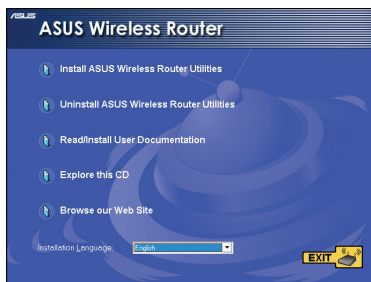 ASUS
ASUS Wireless Router
Install ASUS Wireless Router Utilities
Uninstall ASUS Wireless Router Utilities
Read/Install User Documentation
Explore this CD
Browse our Web Site
Installation Language: English
EXIT